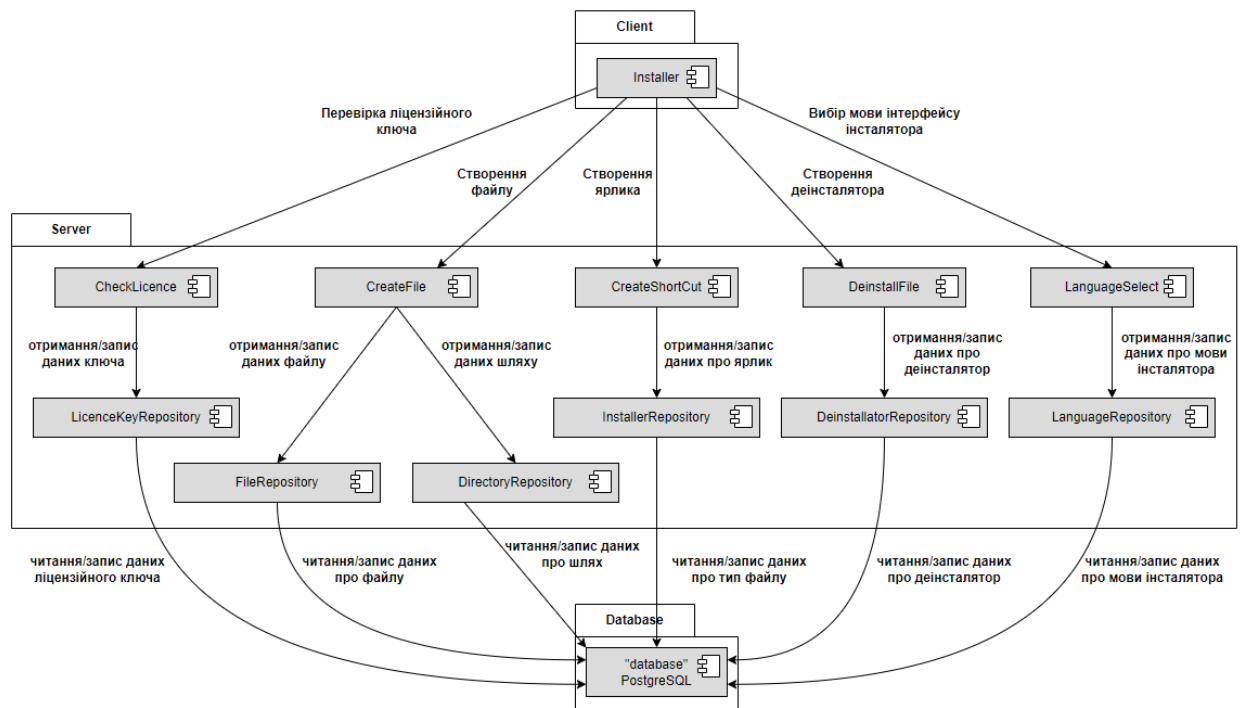 Client
Installer
Перевірка ліцензійного
ключа
Вибір мови інтерфейсу
інсталятора
Створення
файлу
Створення
ярлика
Створення
деінсталятора
Server
CheckLicence
CreateFile
CreateShortCut
DeinstallFile
LanguageSelect
отримання/запис
даних ключа
отримання/запис
даних файлу
отримання/запис
даних шляху
отримання/запис
даних про ярлик
отримання/запис
даних про
деінсталятор
отримання/запис
даних про мови
інсталятора
LicenceKeyRepository
InstallerRepository
DeinstallatorRepository
LanguageRepository
FileRepository
DirectoryRepository
читання/запис даних
ліцензійного ключа
читання/запис даних
про файлу
читання/запис даних
про шлях
читання/запис даних
про тип файлу
читання/запис даних
про деінсталятор
читання/запис даних
про мови інсталятора
Database
"database"
PostgreSQL